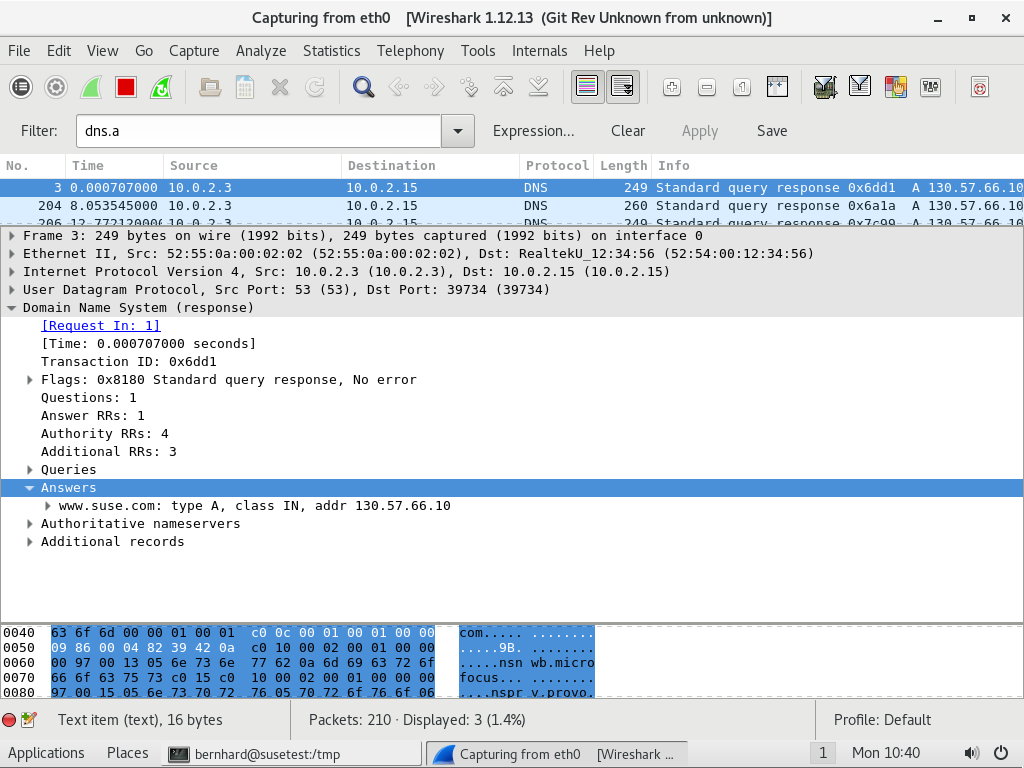 Capturing from eth0 [Wireshark 1.12.13 (Git Rev Unknown from unknown)]
File Edit View Go Capture Analyze Statistics Telephony Tools Internals Help
Filter: dns.a Expression... Clear Apply Save
No. Time Source Destination Protocol Length Info
3 0.000707000 10.0.2.3 10.0.2.15 DNS 249 Standard query response 0x6dd1 A 130.57.66.10
204 8.053545000 10.0.2.3 10.0.2.15 DNS 260 Standard query response 0x6a1a A 130.57.66.10
206 12.77212000 10.0.2.3 10.0.2.15 DNS 249 Standard query response 0x7c99 A 130.57.66.10
Frame 3: 249 bytes on wire (1992 bits), 249 bytes captured (1992 bits) on interface 0
Ethernet II, Src: 52:55:0a:00:02:02 (52:55:0a:00:02:02), Dst: RealtekU_12:34:56 (52:54:00:12:34:56)
Internet Protocol Version 4, Src: 10.0.2.3 (10.0.2.3), Dst: 10.0.2.15 (10.0.2.15)
User Datagram Protocol, Src Port: 53 (53), Dst Port: 39734 (39734)
Domain Name System (response)
[Request In: 1]
[Time: 0.000707000 seconds]
Transaction ID: 0x6dd1
Flags: 0x8180 Standard query response, No error
Questions: 1
Answer RRs: 1
Authority RRs: 4
Additional RRs: 3
Queries
Answers
www.suse.com: type A, class IN, addr 130.57.66.10
Authoritative nameservers
Additional records
0040 63 6f 6d 00 00 01 00 01 c0 0c 00 01 00 01 00 00 com..... ........
0050 09 86 00 04 82 39 42 0a c0 10 00 02 00 01 00 00 .....9B. ........
0060 00 97 00 13 05 6e 73 6e 77 62 0a 6d 69 63 72 6f .....nsn wb.micro
0070 66 6f 63 75 73 c0 15 c0 10 00 02 00 01 00 00 00 focus... ........
0080 97 00 15 05 6e 73 70 72 76 05 70 72 6f 76 6f 06 ....nspr v.provo.
Text item (text), 16 bytes Packets: 210 · Displayed: 3 (1.4%) Profile: Default
Applications Places bernhard@susetest:/tmp Capturing from eth0 [Wireshark ... 1 Mon 10:40